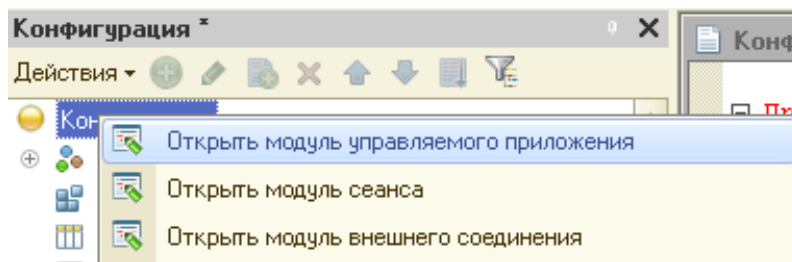 Конфигурация *
Конф
Действия
Кон
Открыть модуль управляемого приложения
Открыть модуль сеанса
Открыть модуль внешнего соединения